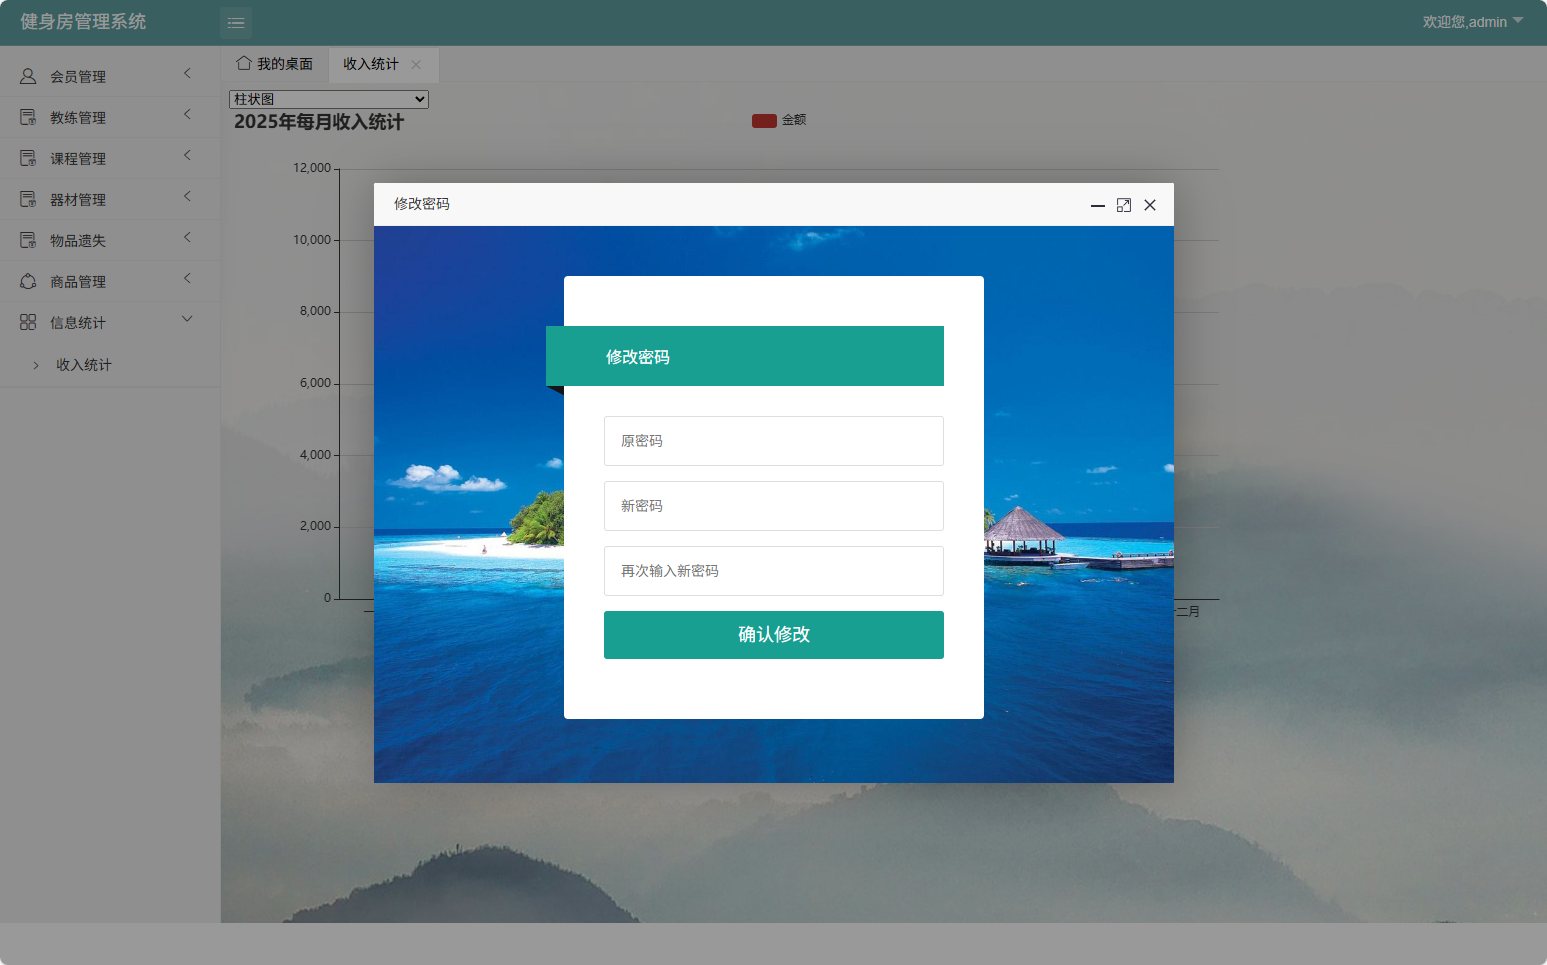 健身房管理系统
欢迎您,admin
会员管理
教练管理
课程管理
器材管理
物品遗失
商品管理
信息统计
收入统计
我的桌面
收入统计
柱状图
2025年每月收入统计
金额
12,000
10,000
8,000
6,000
4,000
2,000
0
二月
修改密码
修改密码
原密码
新密码
再次输入新密码
确认修改